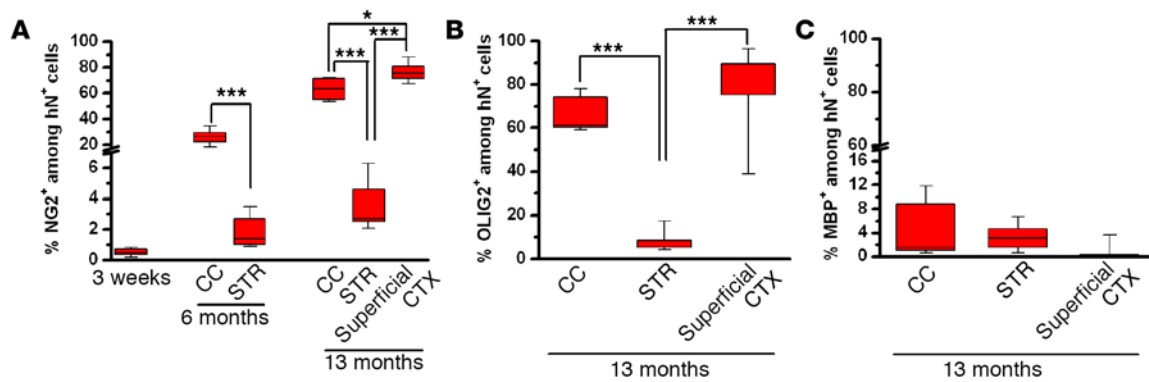 A
% NG2+ among hN+ cells
100
80
60
40
20
6
4
2
0
***
*
***
***
3 weeks
CC
STR
6 months
CC
STR
Superficial
CTX
13 months
B
% OLIG2+ among hN+ cells
100
90
80
70
60
20
10
0
***
***
CC
STR
Superficial
CTX
13 months
C
% MBP+ among hN+ cells
100
80
60
16
12
8
4
0
CC
STR
Superficial
CTX
13 months